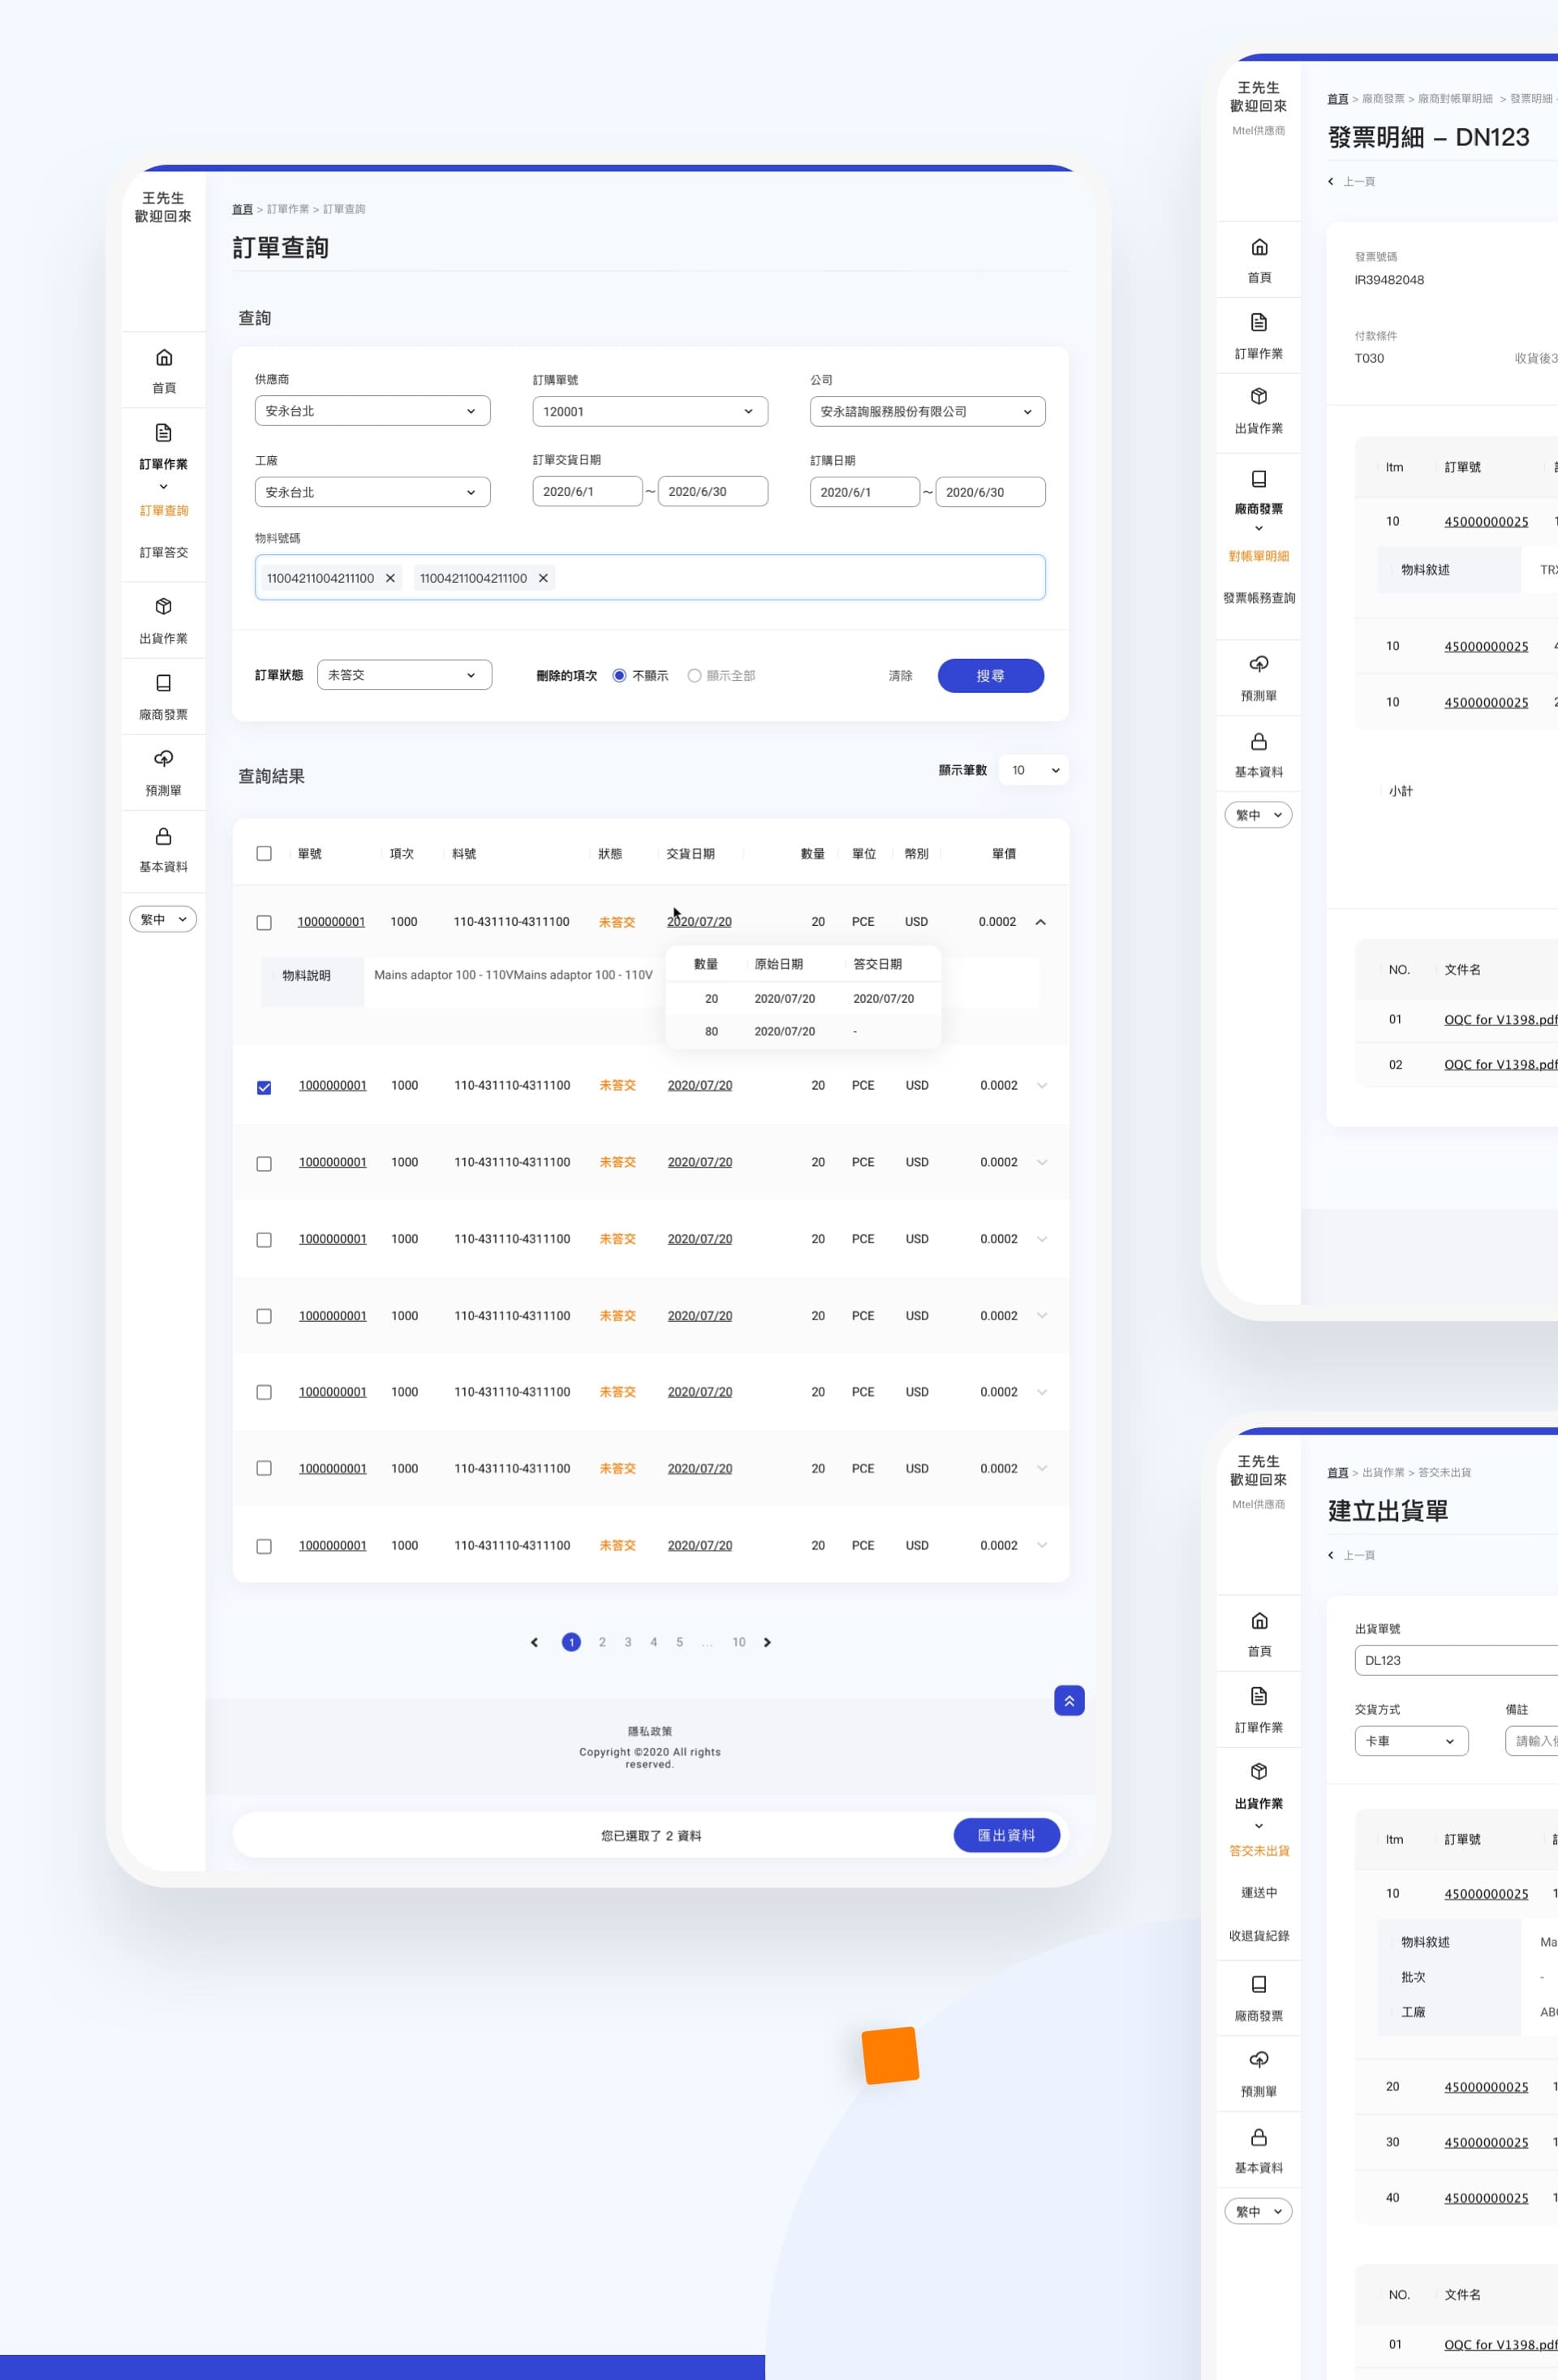 王先生
歡迎回來
首頁
訂單作業
訂單查詢
訂單答交
出貨作業
廠商發票
預測單
基本資料
繁中
首頁 > 訂單作業 > 訂單查詢
訂單查詢
查詢
供應商 訂購單號 公司
安永台北 120001 安永諮詢服務股份有限公司
工廠 訂單交貨日期 訂購日期
安永台北 2020/6/1 ~ 2020/6/30 2020/6/1 ~ 2020/6/30
物料號碼
11004211004211100 11004211004211100
訂單狀態 未答交 刪除的項次 不顯示 顯示全部 清除 搜尋
查詢結果 顯示筆數 10
單號 項次 料號 狀態 交貨日期 數量 單位 幣別 單價
1000000001 1000 110-431110-4311100 未答交 2020/07/20 20 PCE USD 0.0002
物料說明 Mains adaptor 100 - 110VMains adaptor 100 - 110V
數量 原始日期 答交日期
20 2020/07/20 2020/07/20
80 2020/07/20 -
1000000001 1000 110-431110-4311100 未答交 2020/07/20 20 PCE USD 0.0002
1000000001 1000 110-431110-4311100 未答交 2020/07/20 20 PCE USD 0.0002
1000000001 1000 110-431110-4311100 未答交 2020/07/20 20 PCE USD 0.0002
1000000001 1000 110-431110-4311100 未答交 2020/07/20 20 PCE USD 0.0002
1000000001 1000 110-431110-4311100 未答交 2020/07/20 20 PCE USD 0.0002
1000000001 1000 110-431110-4311100 未答交 2020/07/20 20 PCE USD 0.0002
1000000001 1000 110-431110-4311100 未答交 2020/07/20 20 PCE USD 0.0002
1 2 3 4 5 ... 10
隱私政策
Copyright ©2020 All rights
reserved.
您已選取了 2 資料 匯出資料
王先生
歡迎回來
Mtel供應商
首頁
訂單作業
出貨作業
廠商發票
對帳單明細
發票帳務查詢
預測單
基本資料
繁中
首頁 > 廠商發票 > 廠商對帳單明細 > 發票明細
發票明細 – DN123
上一頁
發票號碼
IR39482048
付款條件
T030 收貨後3
Itm 訂單號
10 45000000025
物料敘述
10 45000000025
10 45000000025
小計
NO. 文件名
01 OQC for V1398.pdf
02 OQC for V1398.pdf
王先生
歡迎回來
Mtel供應商
首頁
訂單作業
出貨作業
答交未出貨
運送中
收退貨紀錄
廠商發票
預測單
基本資料
繁中
首頁 > 出貨作業 > 答交未出貨
建立出貨單
上一頁
出貨單號
DL123
交貨方式 備註
卡車 請輸入
Itm 訂單號
10 45000000025
物料敘述
批次 -
工廠
20 45000000025
30 45000000025
40 45000000025
NO. 文件名
01 OQC for V1398.pdf